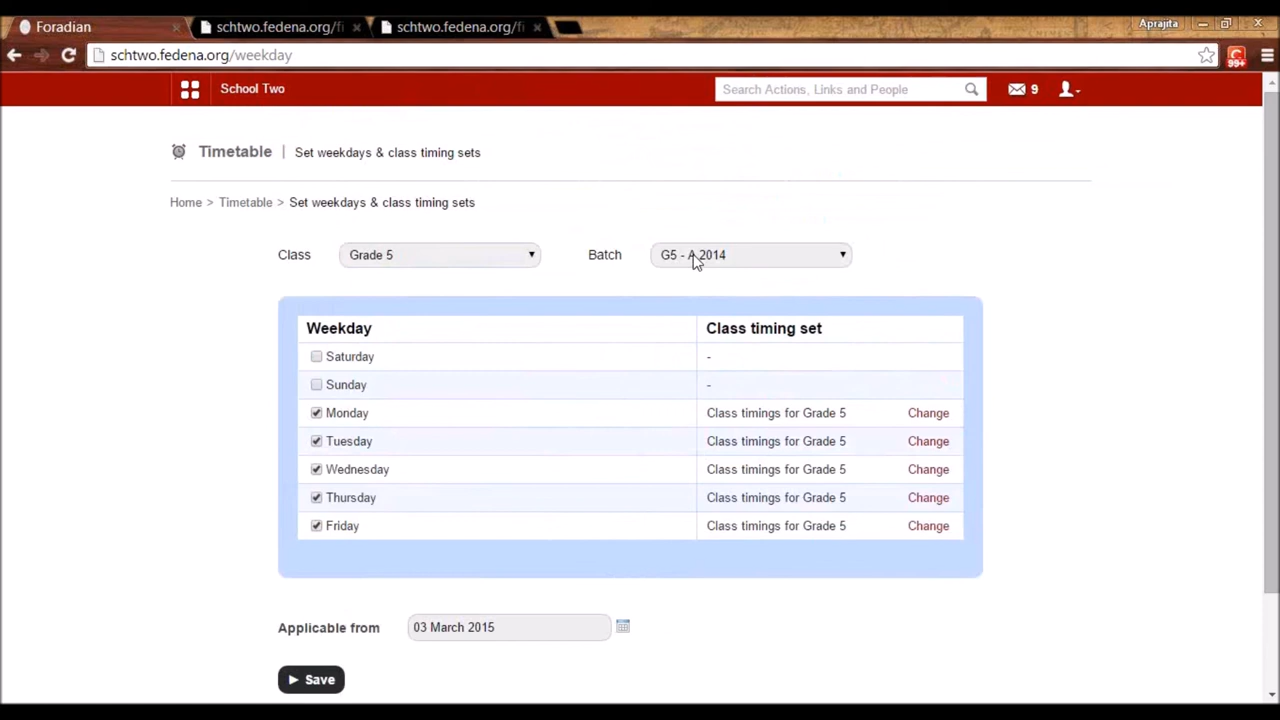 Foradian
schtwo.fedena.org/fi
schtwo.fedena.org/fi
Aprajita
schtwo.fedena.org/weekday
99+
School Two
Search Actions, Links and People
9
Timetable | Set weekdays & class timing sets
Home > Timetable > Set weekdays & class timing sets
Class Grade 5 Batch G5 - A 2014
Weekday Class timing set
Saturday -
Sunday -
Monday Class timings for Grade 5 Change
Tuesday Class timings for Grade 5 Change
Wednesday Class timings for Grade 5 Change
Thursday Class timings for Grade 5 Change
Friday Class timings for Grade 5 Change
Applicable from 03 March 2015
Save